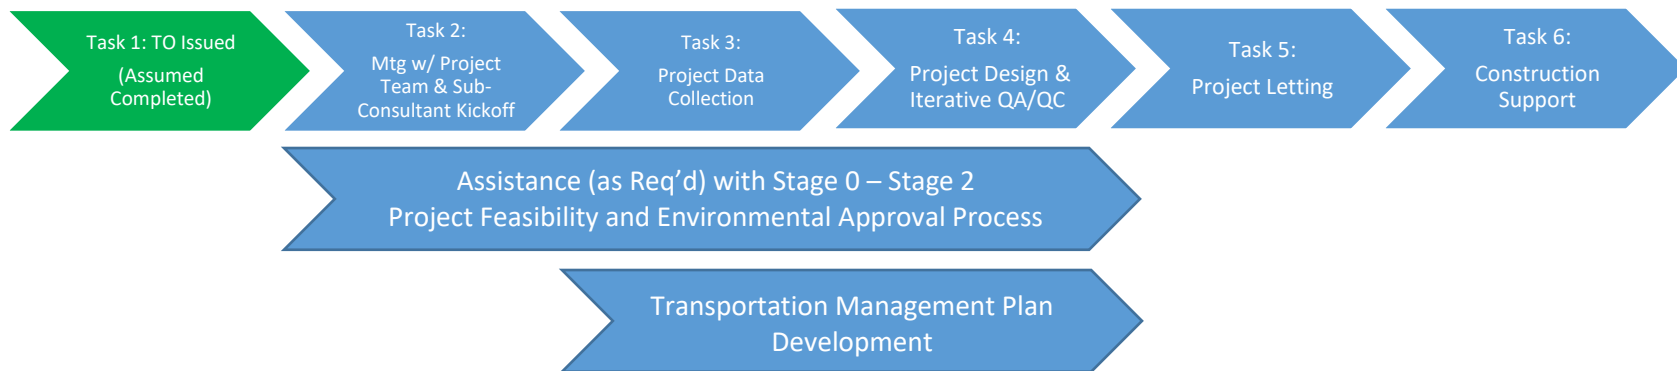 Task 1: TO Issued
(Assumed
Completed)
Task 2:
Mtg w/ Project
Team & Sub-
Consultant Kickoff
Task 3:
Project Data
Collection
Task 4:
Project Design &
Iterative QA/QC
Task 5:
Project Letting
Task 6:
Construction
Support
Assistance (as Req’d) with Stage 0 – Stage 2
Project Feasibility and Environmental Approval Process
Transportation Management Plan
Development